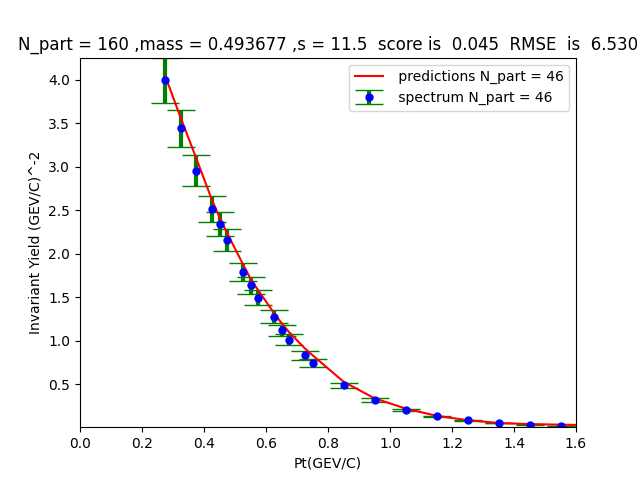 N_part = 160 ,mass = 0.493677 ,s = 11.5  score is  0.045  RMSE  is  6.530
predictions N_part = 46
spectrum N_part = 46
Invariant Yield (GEV/C)^-2
4.0
3.5
3.0
2.5
2.0
1.5
1.0
0.5
0.0 0.2 0.4 0.6 0.8 1.0 1.2 1.4 1.6
Pt(GEV/C)